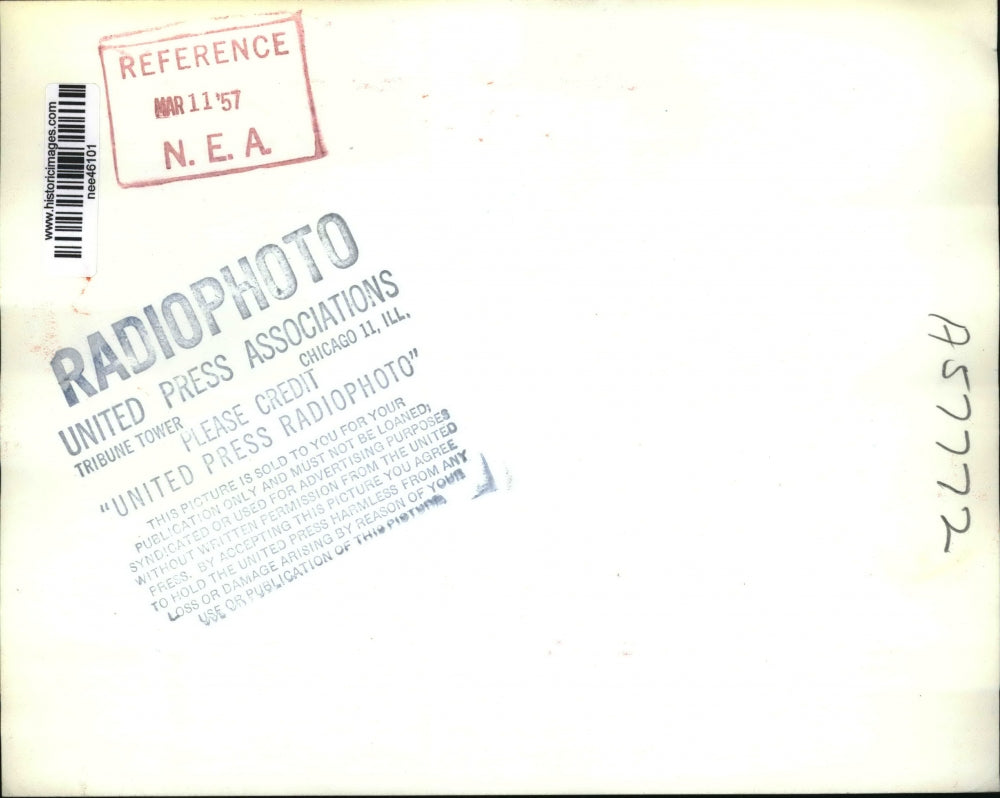 REFERENCE
MAR 11 '57
N. E. A.
www.historicimages.com
nee46101
RADIOPHOTO
UNITED PRESS ASSOCIATIONS
TRIBUNE TOWER CHICAGO 11, ILL.
PLEASE CREDIT
"UNITED PRESS RADIOPHOTO"
THIS PICTURE IS SOLD TO YOU FOR YOUR
PUBLICATION ONLY AND MUST NOT BE LOANED,
SYNDICATED OR USED FOR ADVERTISING PURPOSES
WITHOUT WRITTEN PERMISSION FROM THE UNITED
PRESS. BY ACCEPTING THIS PICTURE YOU AGREE
TO HOLD THE UNITED PRESS HARMLESS FROM ANY
LOSS OR DAMAGE ARISING BY REASON OF YOUR
USE OR PUBLICATION OF THIS PICTURE